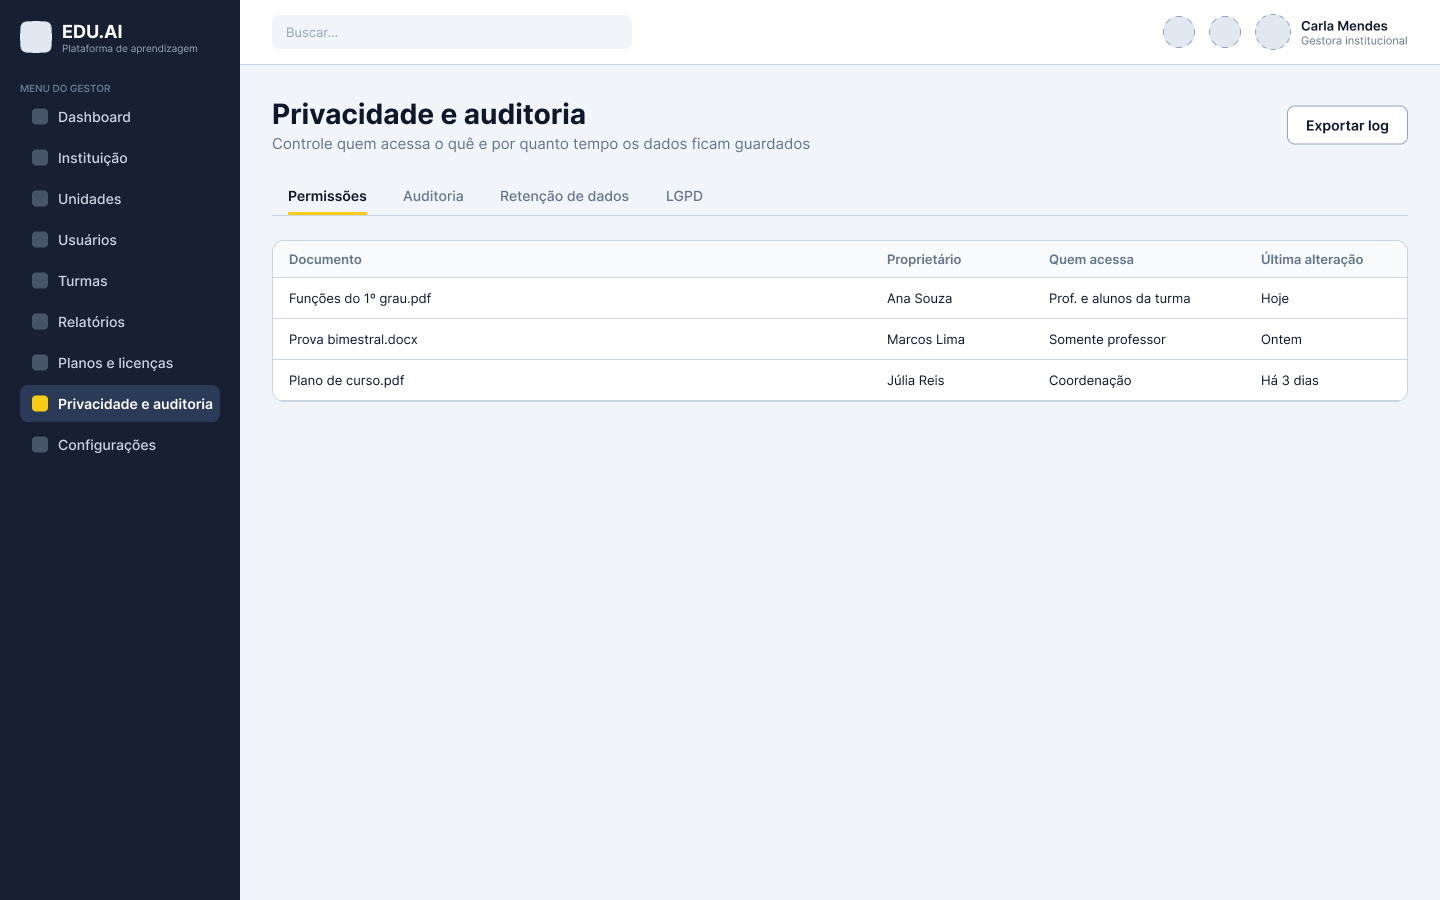 EDU.AI
Plataforma de aprendizagem
MENU DO GESTOR
Dashboard
Instituição
Unidades
Usuários
Turmas
Relatórios
Planos e licenças
Privacidade e auditoria
Configurações
Buscar...
Carla Mendes
Gestora institucional
Privacidade e auditoria
Controle quem acessa o quê e por quanto tempo os dados ficam guardados
Exportar log
Permissões Auditoria Retenção de dados LGPD
Documento Proprietário Quem acessa Última alteração
Funções do 1º grau.pdf Ana Souza Prof. e alunos da turma Hoje
Prova bimestral.docx Marcos Lima Somente professor Ontem
Plano de curso.pdf Júlia Reis Coordenação Há 3 dias